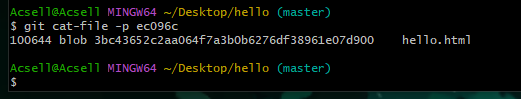 Acsell@Acsell MINGW64 ~/Desktop/hello (master)
$ git cat-file -p ec096c
100644 blob 3bc43652c2aa064f7a3b0b6276df38961e07d900    hello.html

Acsell@Acsell MINGW64 ~/Desktop/hello (master)
$